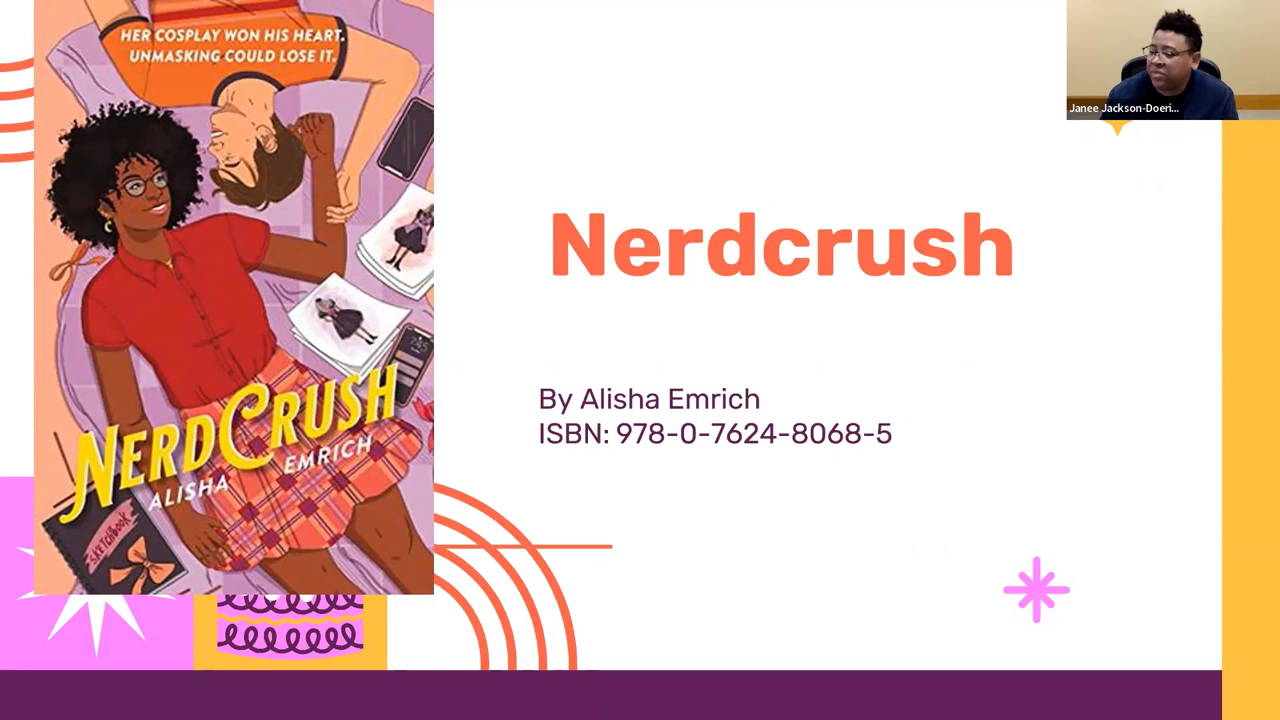 HER COSPLAY WON HIS HEART.
UNMASKING COULD LOSE IT.
NERDCRUSH
ALISHA EMRICH
SKETCHBOOK
745
Nerdcrush
By Alisha Emrich
ISBN: 978-0-7624-8068-5
Janee Jackson-Doeri...